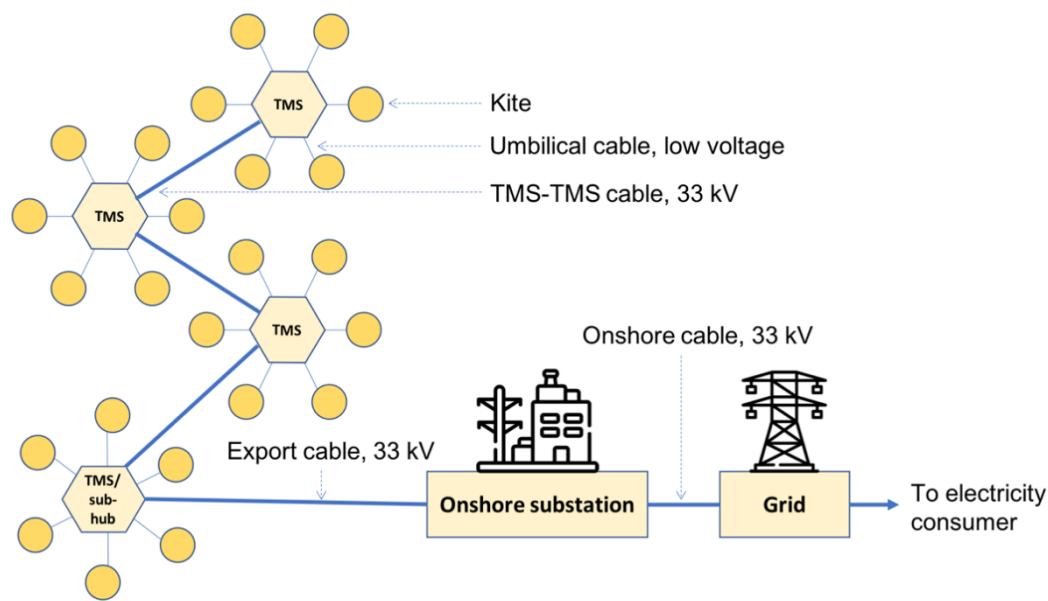 TMS
Kite
Umbilical cable, low voltage
TMS-TMS cable, 33 kV
TMS
TMS
Onshore cable, 33 kV
Export cable, 33 kV
TMS/
sub-
hub
Onshore substation
Grid
To electricity
consumer